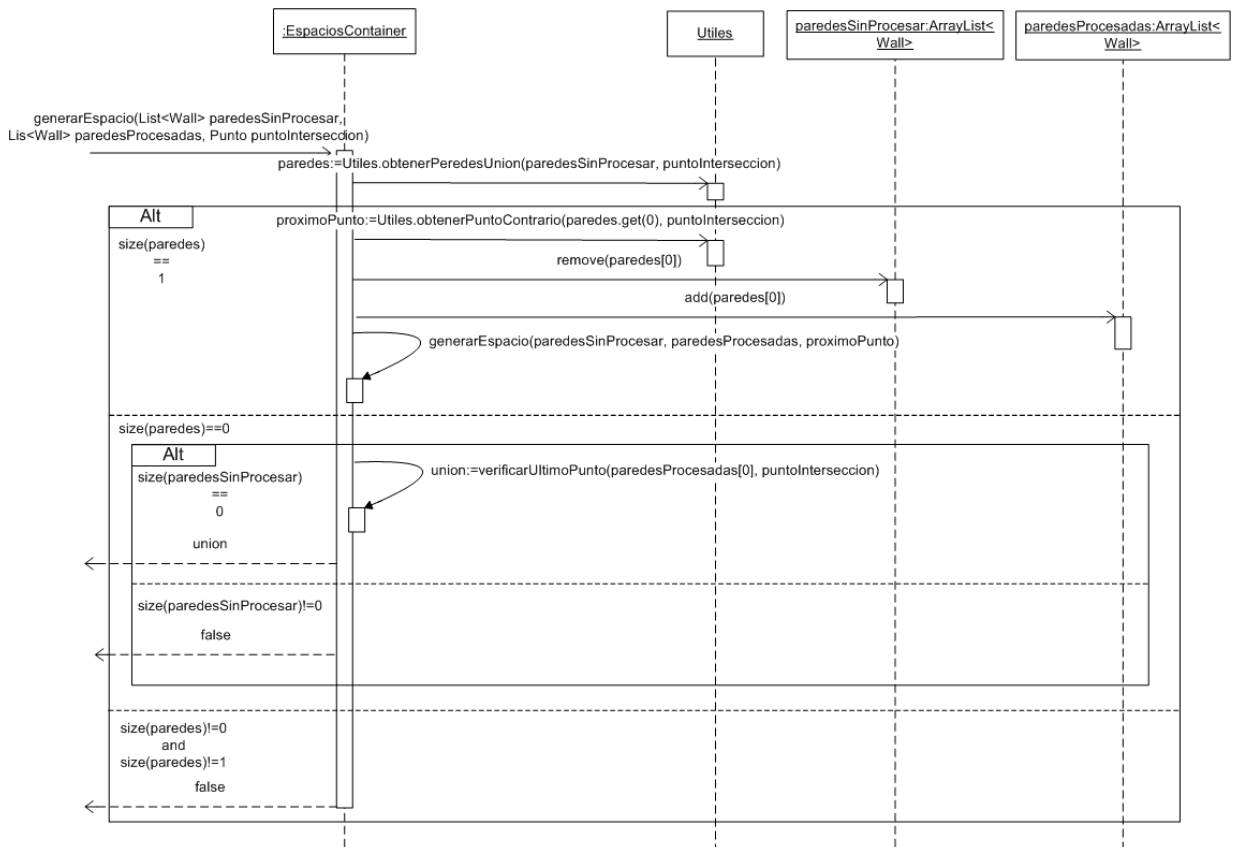 :EspaciosContainer
Utiles
paredesSinProcesar:ArrayList<
Wall>
paredesProcesadas:ArrayList<
Wall>
generarEspacio(List<Wall> paredesSinProcesar,
Lis<Wall> paredesProcesadas, Punto puntoInterseccion)
paredes:=Utiles.obtenerPeredesUnion(paredesSinProcesar, puntoInterseccion)
Alt
proximoPunto:=Utiles.obtenerPuntoContrario(paredes.get(0), puntoInterseccion)
size(paredes)
==
1
remove(paredes[0])
add(paredes[0])
generarEspacio(paredesSinProcesar, paredesProcesadas, proximoPunto)
size(paredes)==0
Alt
size(paredesSinProcesar)
==
0
union:=verificarUltimoPunto(paredesProcesadas[0], puntoInterseccion)
union
size(paredesSinProcesar)!=0
false
size(paredes)!=0
and
size(paredes)!=1
false